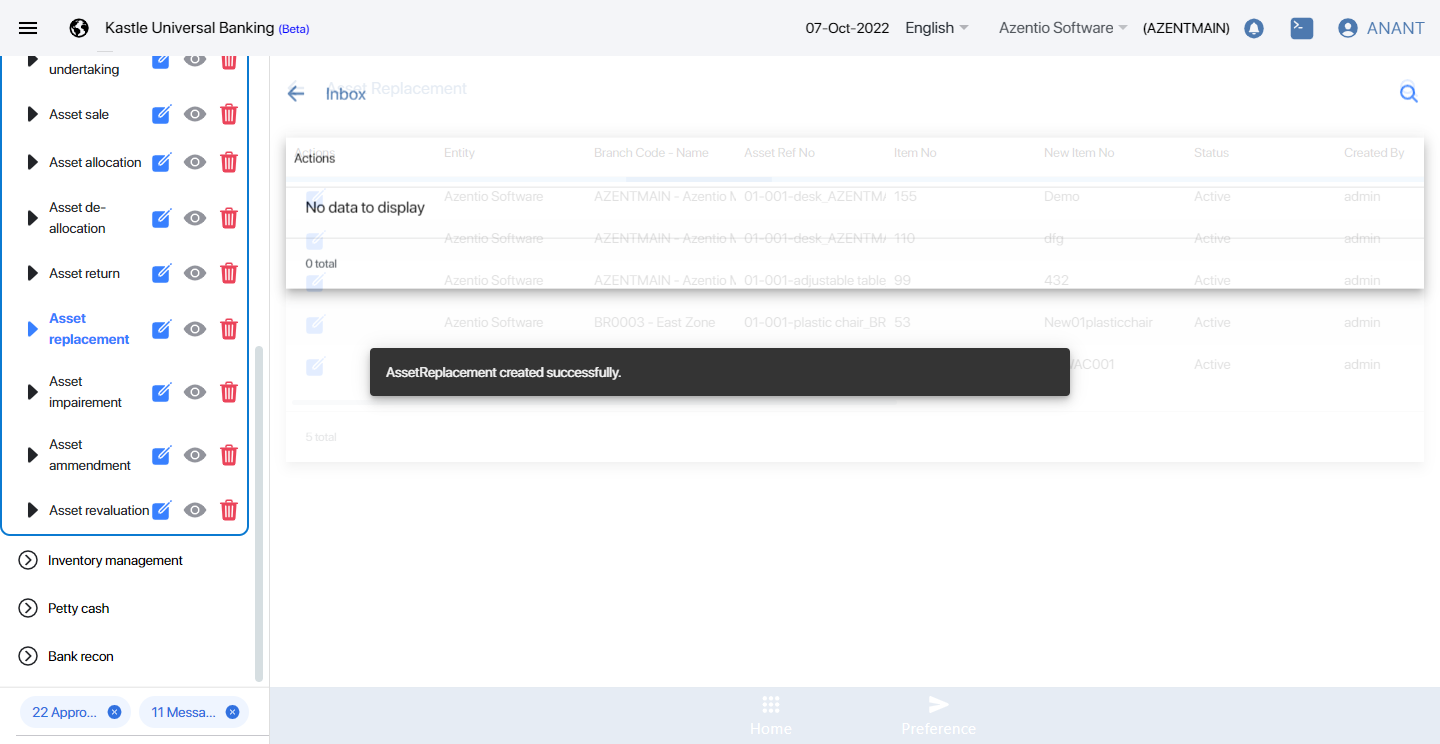 Kastle Universal Banking (Beta)
07-Oct-2022 English Azentio Software (AZENTMAIN) ANANT
undertaking
Asset sale
Asset allocation
Asset de-
allocation
Asset return
Asset
replacement
Asset
impairement
Asset
ammendment
Asset revaluation
Inventory management
Petty cash
Bank recon
22 Appro...
11 Messa...
Asset Replacement
Inbox
Actions Entity Branch Code - Name Asset Ref No Item No New Item No Status Created By
Actions
Azentio Software AZENTMAIN - Azentio M 01-001-desk_AZENTMA 155 Demo Active admin
No data to display
Azentio Software AZENTMAIN - Azentio M 01-001-desk_AZENTMA 110 dfg Active admin
0 total
Azentio Software AZENTMAIN - Azentio M 01-001-adjustable table 99 432 Active admin
Azentio Software BR0003 - East Zone 01-001-plastic chair_BR 53 New01plasticchair Active admin
AC001 Active admin
AssetReplacement created successfully.
5 total
Home
Preference